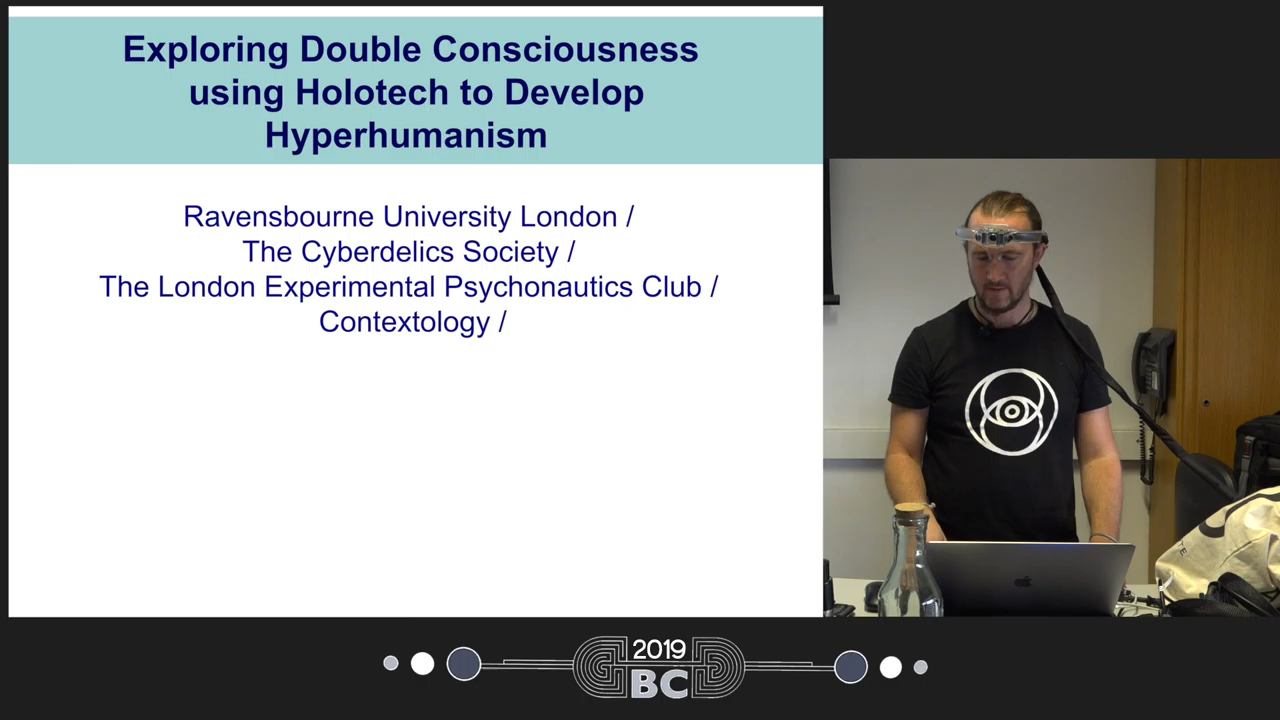 Exploring Double Consciousness
using Holotech to Develop
Hyperhumanism
Ravensbourne University London /
The Cyberdelics Society /
The London Experimental Psychonautics Club /
Contextology /
2019
BC